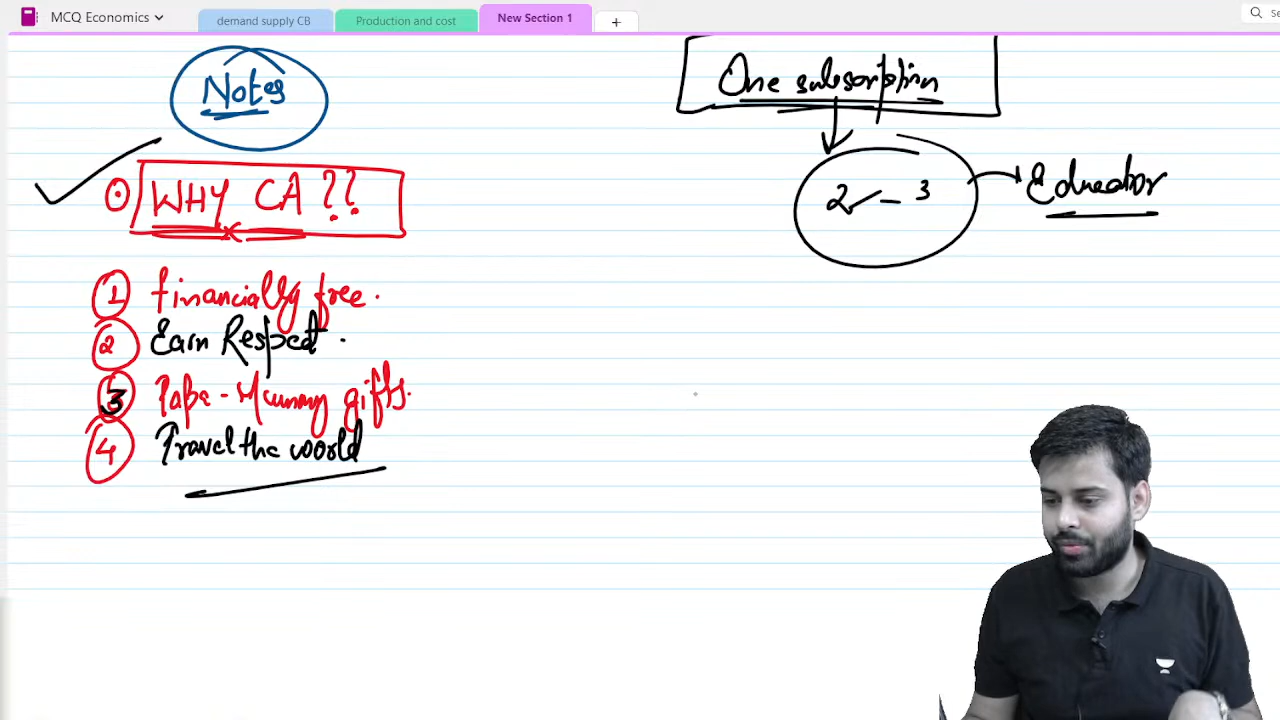 MCQ Economics
demand supply CB
Production and cost
New Section 1
Notes
WHY CA ??
1 financially free.
2 Earn Respect.
3 Papa-Mummy gifts.
4 Travel the world
One subscription
2 - 3
Educator